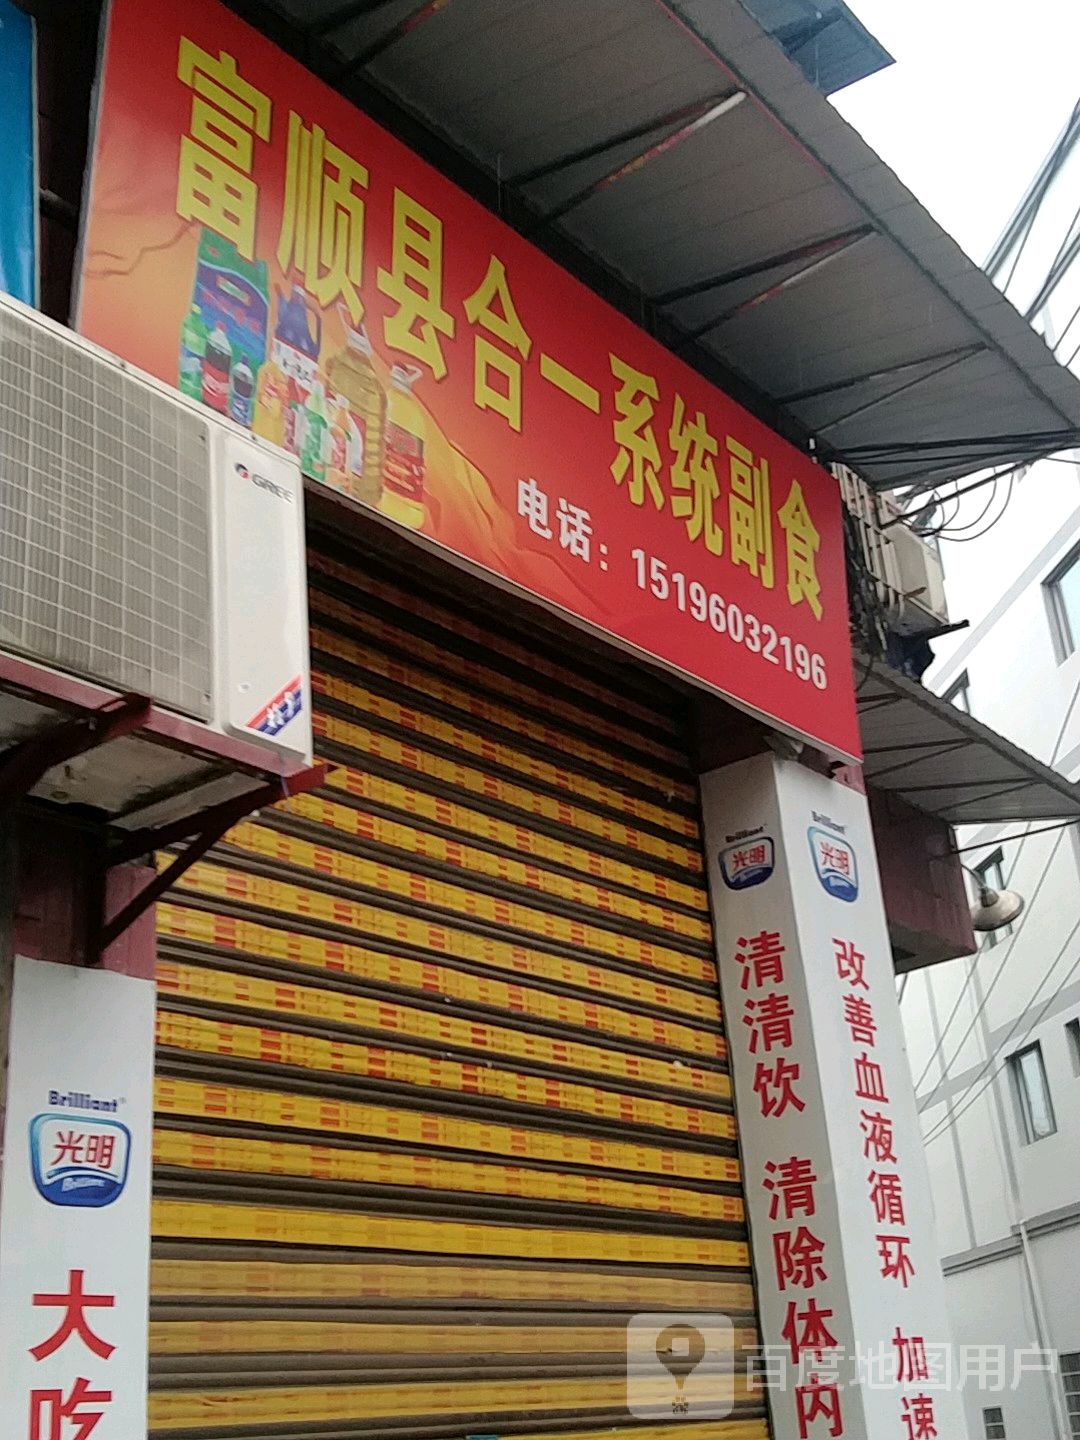 富顺县合一系统副食
电话：15196032196
GREE
Brilliant
光明
Brilliant
大吃
Brilliant
光明
清清饮 清除体内
Brilliant
光明
改善血液循环 加速
百度地图用户